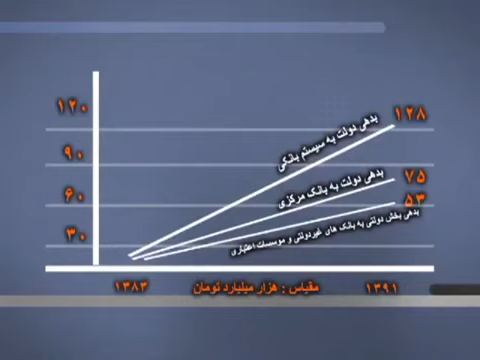 ۱۲۰
۹۰
۶۰
۳۰
بدهی دولت به سیستم بانکی
۱۲۸
بدهی دولت به بانک مرکزی
۷۵
۵۳
بدهی بخش دولتی به بانک های غیردولتی و موسسات اعتباری
۱۳۸۳
مقیاس : هزار میلیارد تومان
۱۳۹۱